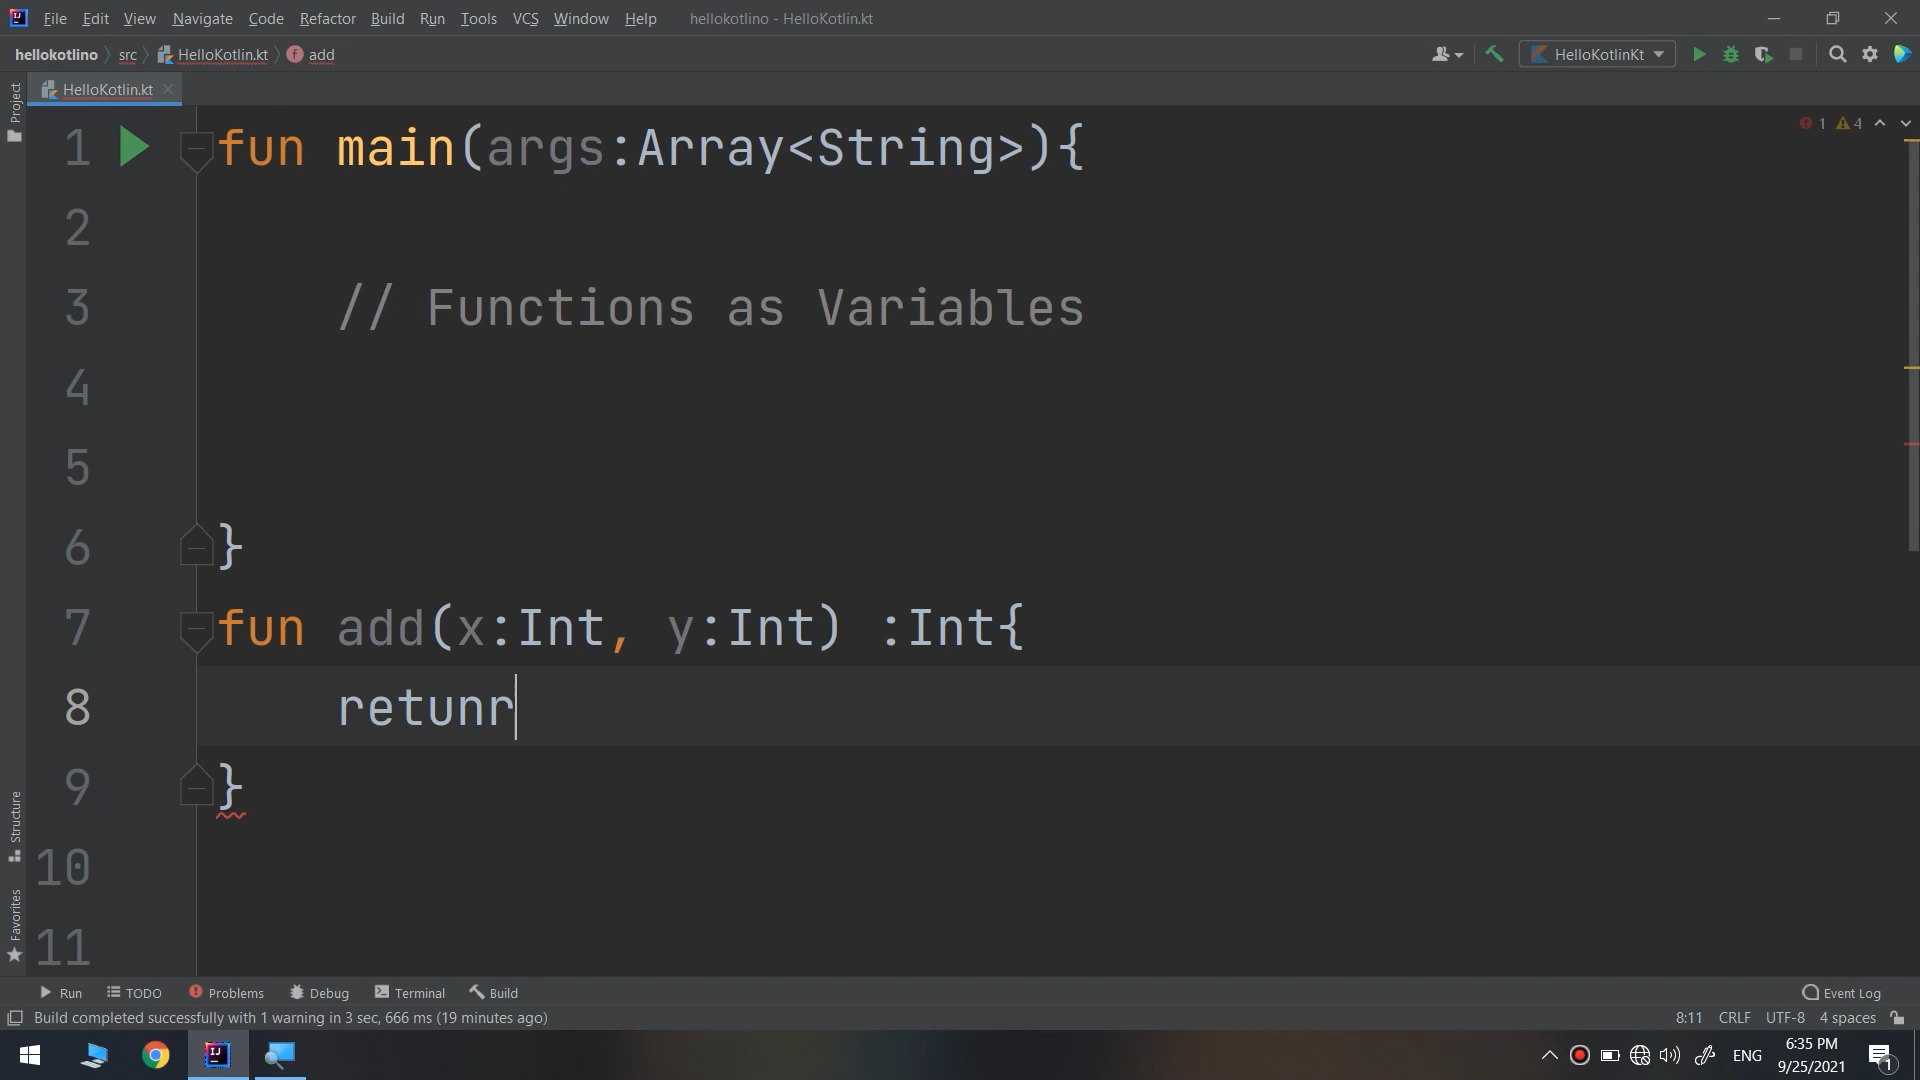 File Edit View Navigate Code Refactor Build Run Tools VCS Window Help hellokotlino - HelloKotlin.kt
hellokotlino src HelloKotlin.kt f add HelloKotlinKt
Project
HelloKotlin.kt
1 fun main(args:Array<String>){
1 4
2
3 // Functions as Variables
4
5
6 }
7 fun add(x:Int, y:Int) :Int{
8 retunr
9 }
10
11
Structure
Favorites
Run TODO Problems Debug Terminal Build Event Log
Build completed successfully with 1 warning in 3 sec, 666 ms (19 minutes ago) 8:11 CRLF UTF-8 4 spaces
IJ ENG 6:35 PM
9/25/2021 1